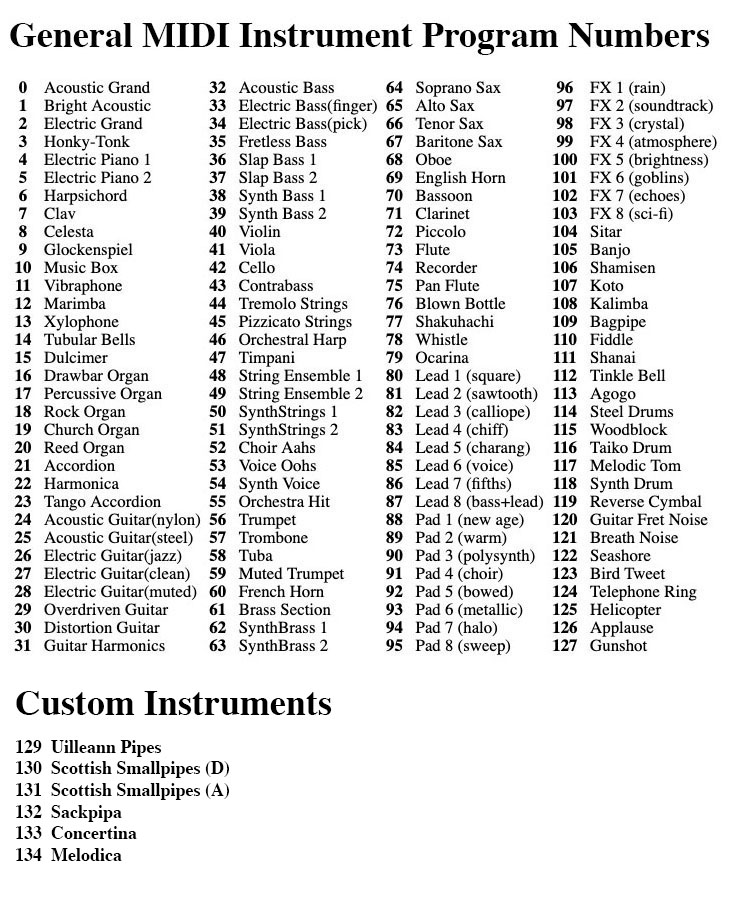 General MIDI Instrument Program Numbers
0 Acoustic Grand
1 Bright Acoustic
2 Electric Grand
3 Honky-Tonk
4 Electric Piano 1
5 Electric Piano 2
6 Harpsichord
7 Clav
8 Celesta
9 Glockenspiel
10 Music Box
11 Vibraphone
12 Marimba
13 Xylophone
14 Tubular Bells
15 Dulcimer
16 Drawbar Organ
17 Percussive Organ
18 Rock Organ
19 Church Organ
20 Reed Organ
21 Accordion
22 Harmonica
23 Tango Accordion
24 Acoustic Guitar(nylon)
25 Acoustic Guitar(steel)
26 Electric Guitar(jazz)
27 Electric Guitar(clean)
28 Electric Guitar(muted)
29 Overdriven Guitar
30 Distortion Guitar
31 Guitar Harmonics
32 Acoustic Bass
33 Electric Bass(finger)
34 Electric Bass(pick)
35 Fretless Bass
36 Slap Bass 1
37 Slap Bass 2
38 Synth Bass 1
39 Synth Bass 2
40 Violin
41 Viola
42 Cello
43 Contrabass
44 Tremolo Strings
45 Pizzicato Strings
46 Orchestral Harp
47 Timpani
48 String Ensemble 1
49 String Ensemble 2
50 SynthStrings 1
51 SynthStrings 2
52 Choir Aahs
53 Voice Oohs
54 Synth Voice
55 Orchestra Hit
56 Trumpet
57 Trombone
58 Tuba
59 Muted Trumpet
60 French Horn
61 Brass Section
62 SynthBrass 1
63 SynthBrass 2
64 Soprano Sax
65 Alto Sax
66 Tenor Sax
67 Baritone Sax
68 Oboe
69 English Horn
70 Bassoon
71 Clarinet
72 Piccolo
73 Flute
74 Recorder
75 Pan Flute
76 Blown Bottle
77 Shakuhachi
78 Whistle
79 Ocarina
80 Lead 1 (square)
81 Lead 2 (sawtooth)
82 Lead 3 (calliope)
83 Lead 4 (chiff)
84 Lead 5 (charang)
85 Lead 6 (voice)
86 Lead 7 (fifths)
87 Lead 8 (bass+lead)
88 Pad 1 (new age)
89 Pad 2 (warm)
90 Pad 3 (polysynth)
91 Pad 4 (choir)
92 Pad 5 (bowed)
93 Pad 6 (metallic)
94 Pad 7 (halo)
95 Pad 8 (sweep)
96 FX 1 (rain)
97 FX 2 (soundtrack)
98 FX 3 (crystal)
99 FX 4 (atmosphere)
100 FX 5 (brightness)
101 FX 6 (goblins)
102 FX 7 (echoes)
103 FX 8 (sci-fi)
104 Sitar
105 Banjo
106 Shamisen
107 Koto
108 Kalimba
109 Bagpipe
110 Fiddle
111 Shanai
112 Tinkle Bell
113 Agogo
114 Steel Drums
115 Woodblock
116 Taiko Drum
117 Melodic Tom
118 Synth Drum
119 Reverse Cymbal
120 Guitar Fret Noise
121 Breath Noise
122 Seashore
123 Bird Tweet
124 Telephone Ring
125 Helicopter
126 Applause
127 Gunshot
Custom Instruments
129 Uilleann Pipes
130 Scottish Smallpipes (D)
131 Scottish Smallpipes (A)
132 Sackpipa
133 Concertina
134 Melodica